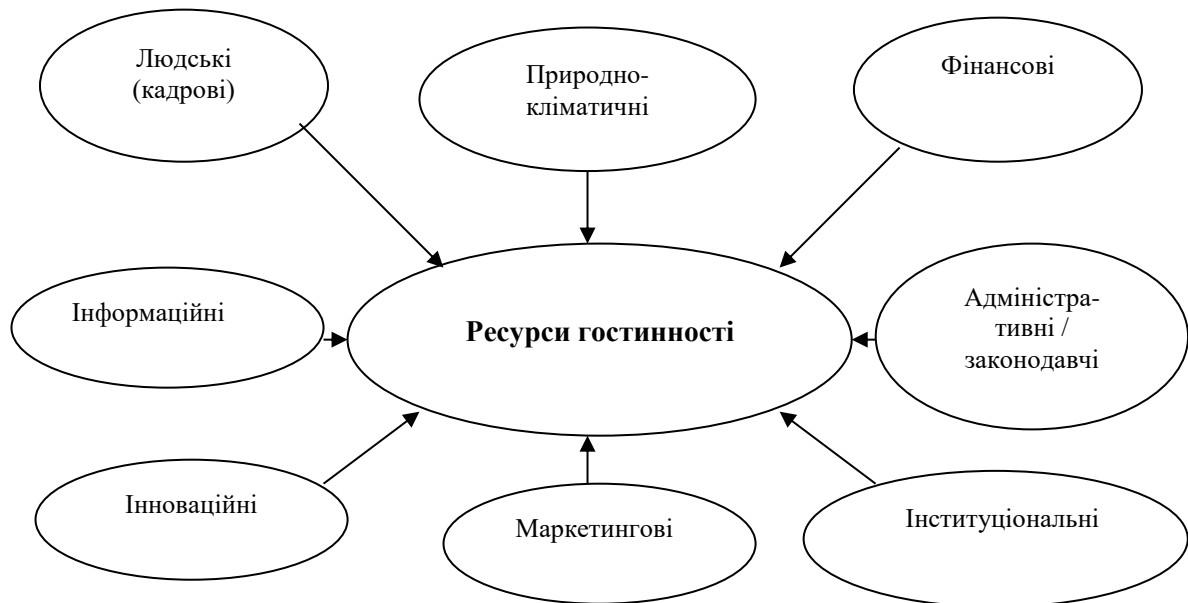 Людські
(кадрові)
Природно-
кліматичні
Фінансові
Інформаційні
Ресурси гостинності
Адміністра-
тивні /
законодавчі
Інноваційні
Маркетингові
Інституціональні